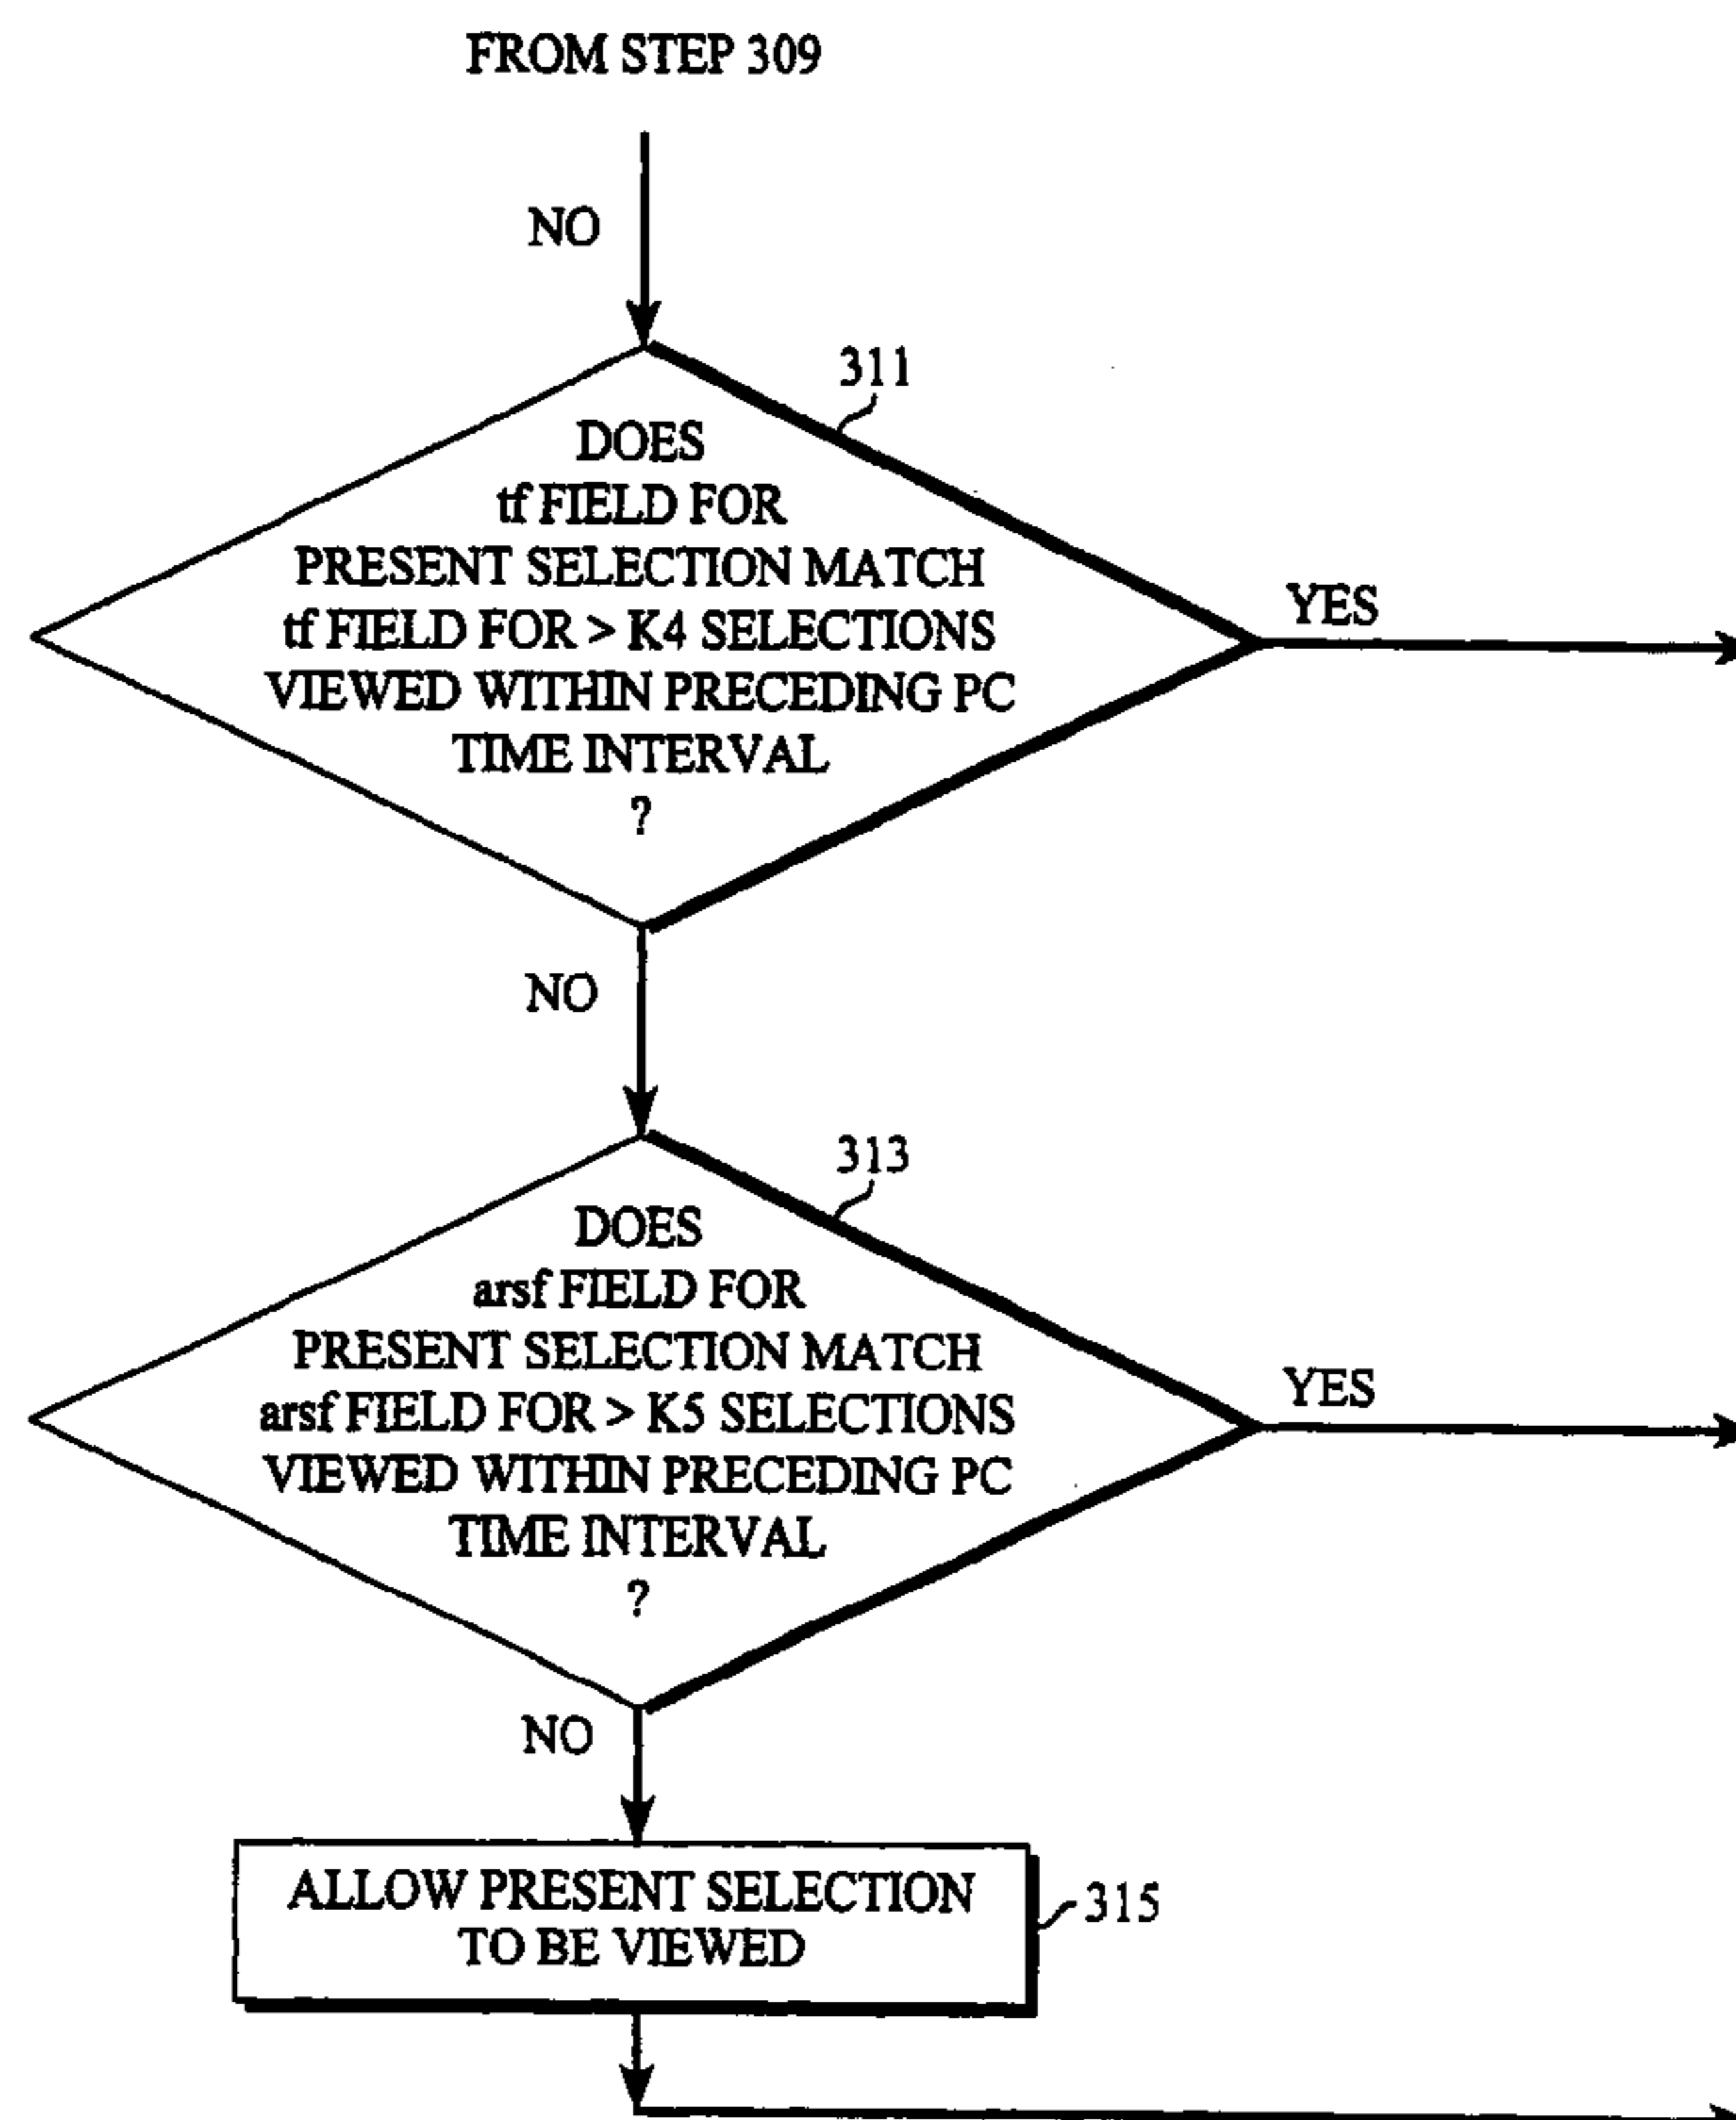 FROM STEP 309
NO
311
DOES
tf FIELD FOR
PRESENT SELECTION MATCH
tf FIELD FOR > K4 SELECTIONS
VIEWED WITHIN PRECEDING PC
TIME INTERVAL
?
YES
NO
313
DOES
arsf FIELD FOR
PRESENT SELECTION MATCH
arsf FIELD FOR > K5 SELECTIONS
VIEWED WITHIN PRECEDING PC
TIME INTERVAL
?
YES
NO
ALLOW PRESENT SELECTION
TO BE VIEWED
315